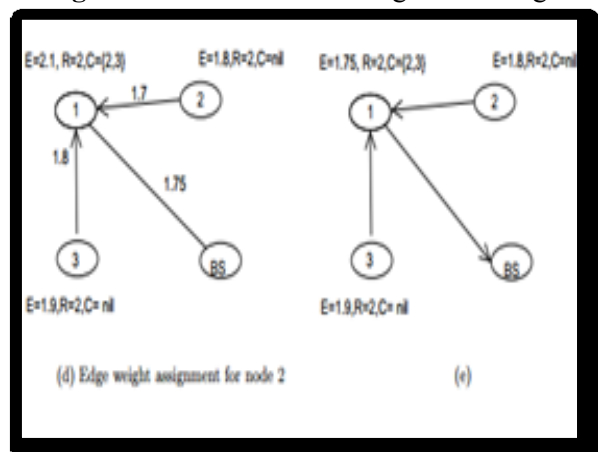 E=2.1, R=2,C={2,3}
E=1.8,R=2,C=nil
1
1.7
2
1.8
1.75
3
BS
E=1.9,R=2,C= nil
(d) Edge weight assignment for node 2
E=1.75, R=2,C={2,3}
E=1.8,R=2,C=nil
1
2
3
BS
E=1.9,R=2,C= nil
(e)